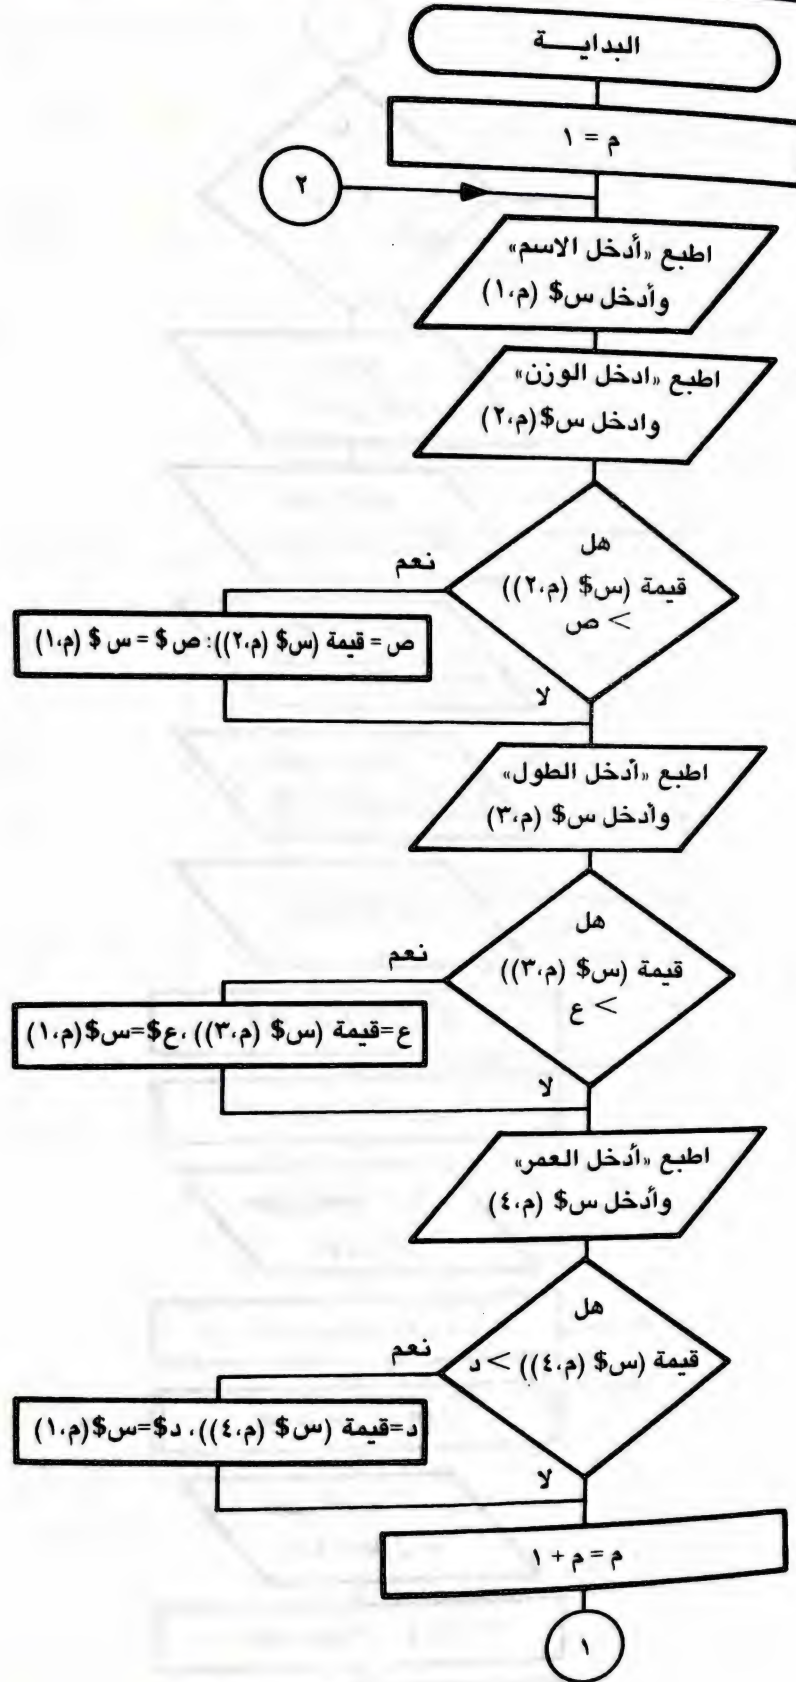 البدايـــة
م = ١
٢
اطبع «أدخل الاسم»
وأدخل س$ (م،١)
اطبع «ادخل الوزن»
وادخل س$(م،٢)
هل
قيمة (س$ (م،٢))
> ص
نعم
ص = قيمة (س$ (م،٢)): ص $ = س $ (م،١)
لا
اطبع «أدخل الطول»
وأدخل س$ (م،٣)
هل
قيمة (س$ (م،٣))
> ع
نعم
ع=قيمة (س$ (م،٣)) ،ع$=س$(م،١)
لا
اطبع «أدخل العمر»
وأدخل س$ (م،٤)
هل
قيمة (س$ (م،٤)) > د
نعم
د=قيمة (س$ (م،٤))، د$=س$(م،١)
لا
م = م + ١
١